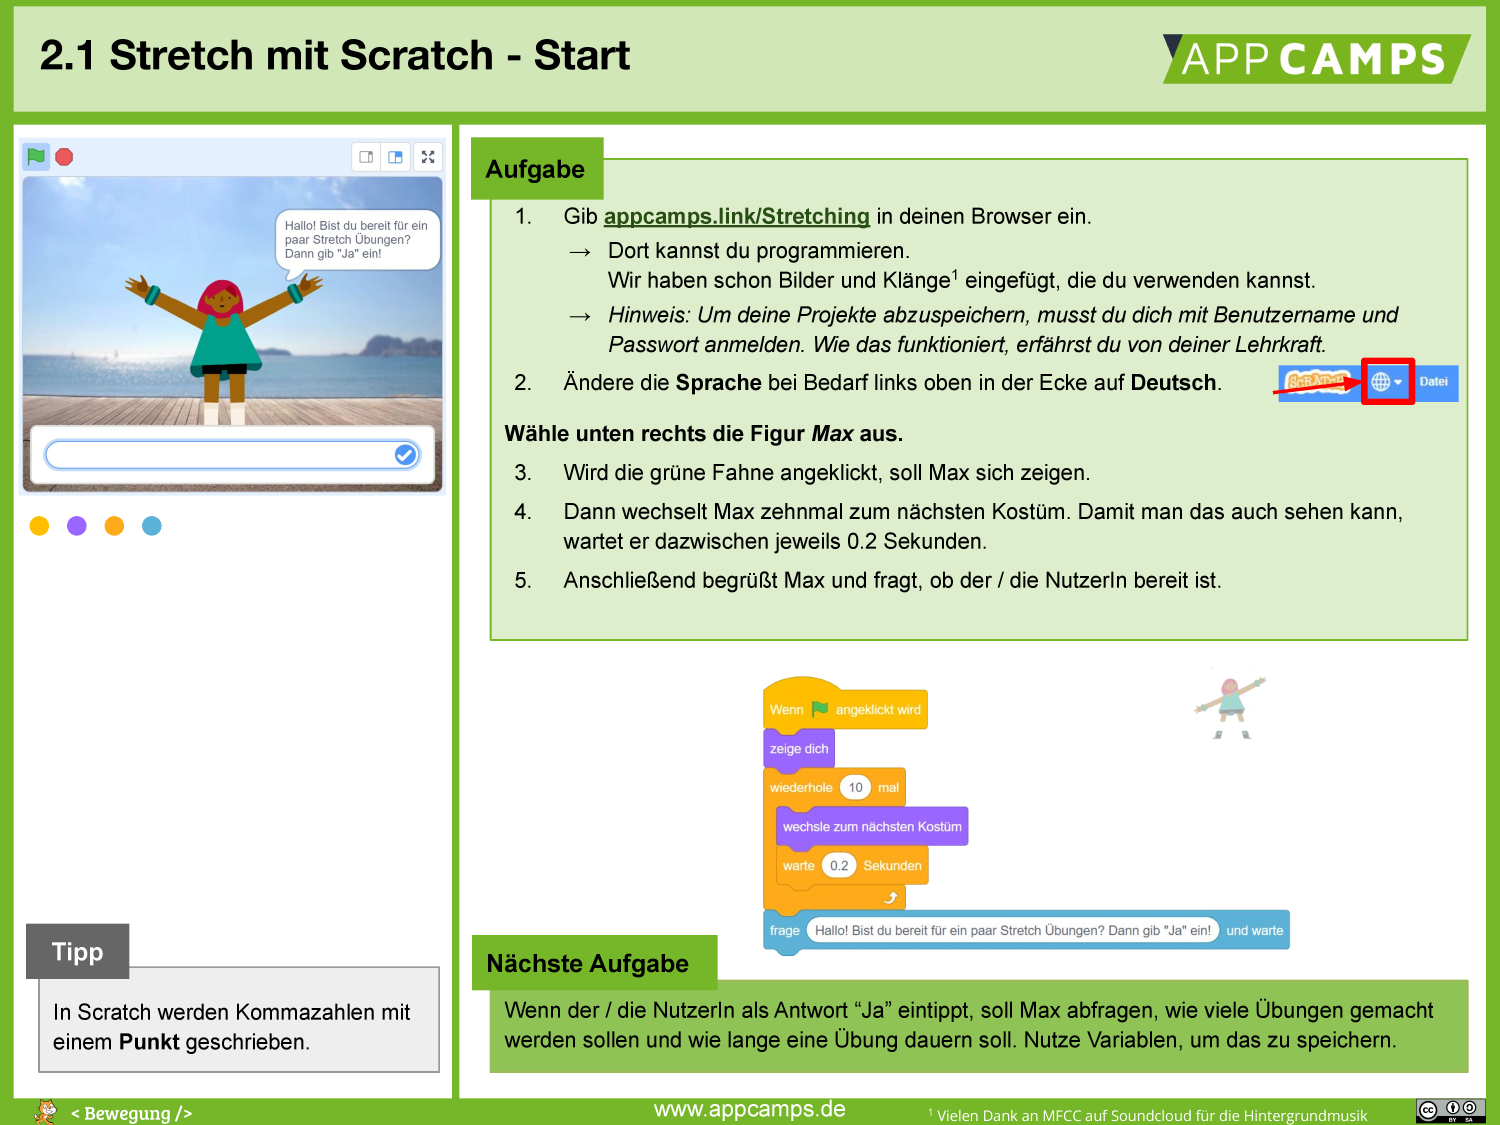 2.1 Stretch mit Scratch - Start
APP CAMPS
Hallo! Bist du bereit für ein
paar Stretch Übungen?
Dann gib "Ja" ein!
Aufgabe
1. Gib appcamps.link/Stretching in deinen Browser ein.
→ Dort kannst du programmieren.
Wir haben schon Bilder und Klänge¹ eingefügt, die du verwenden kannst.
→ Hinweis: Um deine Projekte abzuspeichern, musst du dich mit Benutzername und
Passwort anmelden. Wie das funktioniert, erfährst du von deiner Lehrkraft.
2. Ändere die Sprache bei Bedarf links oben in der Ecke auf Deutsch.
SCRATCH Datei
Wähle unten rechts die Figur Max aus.
3. Wird die grüne Fahne angeklickt, soll Max sich zeigen.
4. Dann wechselt Max zehnmal zum nächsten Kostüm. Damit man das auch sehen kann,
wartet er dazwischen jeweils 0.2 Sekunden.
5. Anschließend begrüßt Max und fragt, ob der / die NutzerIn bereit ist.
Wenn angeklickt wird
zeige dich
wiederhole 10 mal
wechsle zum nächsten Kostüm
warte 0.2 Sekunden
frage Hallo! Bist du bereit für ein paar Stretch Übungen? Dann gib "Ja" ein! und warte
Tipp
In Scratch werden Kommazahlen mit
einem Punkt geschrieben.
Nächste Aufgabe
Wenn der / die NutzerIn als Antwort “Ja” eintippt, soll Max abfragen, wie viele Übungen gemacht
werden sollen und wie lange eine Übung dauern soll. Nutze Variablen, um das zu speichern.
< Bewegung />
www.appcamps.de
¹ Vielen Dank an MFCC auf Soundcloud für die Hintergrundmusik
cc BY SA